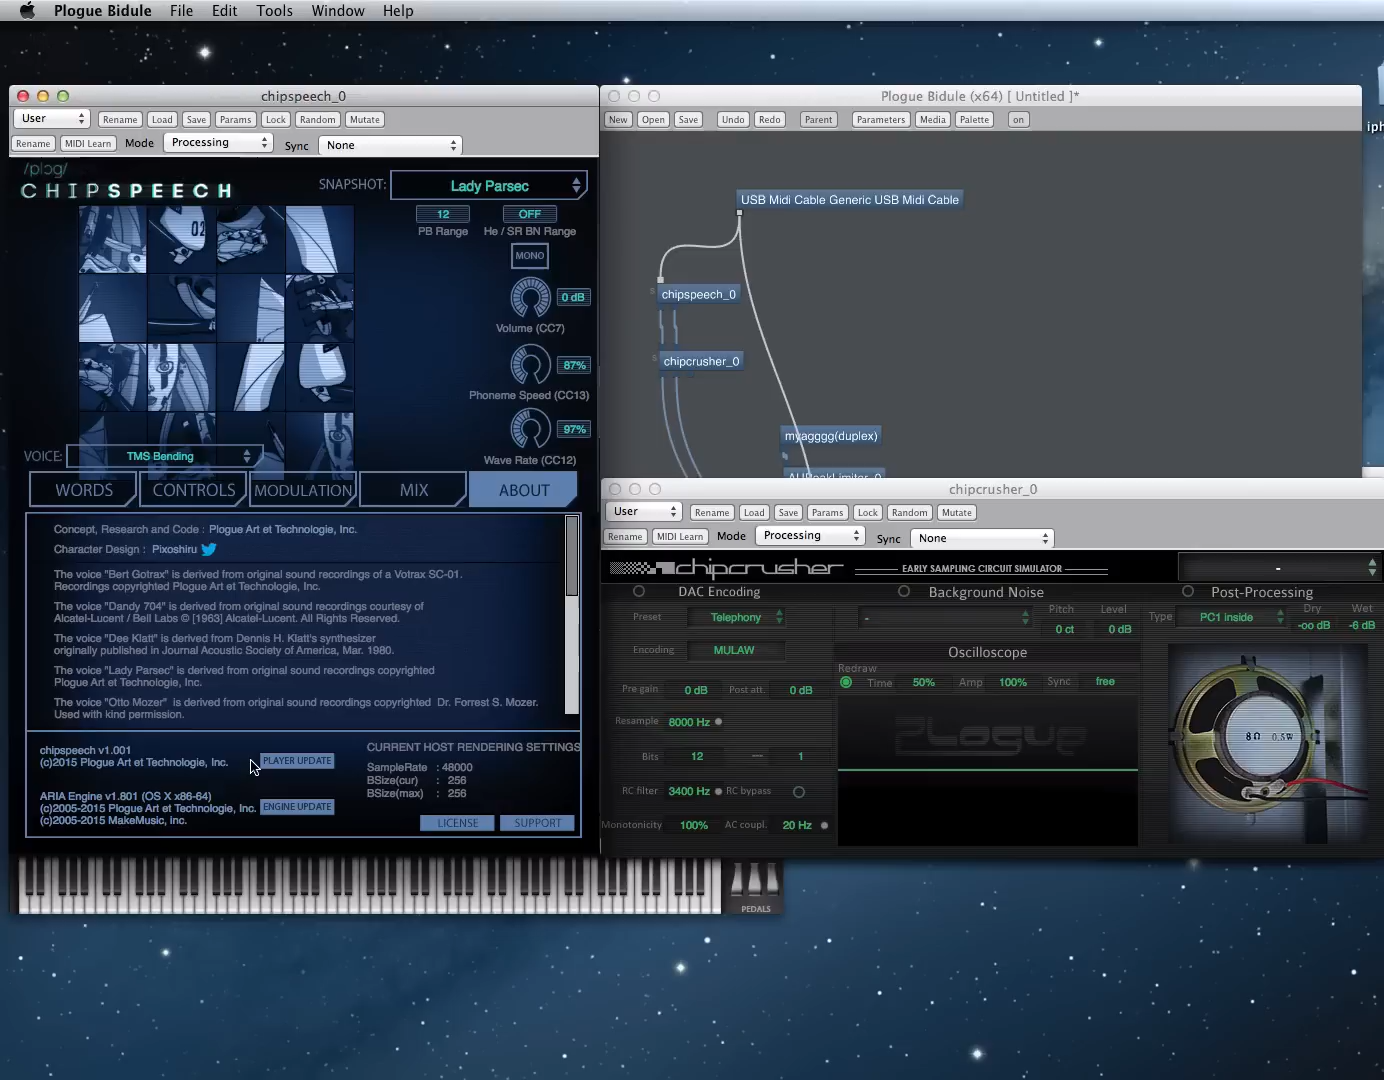 Plogue Bidule File Edit Tools Window Help
chipspeech_0
User Rename Load Save Params Lock Random Mutate
Rename MIDI Learn Mode Processing Sync None
/plɔg/
CHIPSPEECH
SNAPSHOT: Lady Parsec
12 OFF
PB Range He / SR BN Range
MONO
02
0 dB
Volume (CC7)
87%
Phoneme Speed (CC13)
97%
Wave Rate (CC12)
VOICE: TMS Bending
WORDS CONTROLS MODULATION MIX ABOUT
Concept, Research and Code : Plogue Art et Technologie, Inc.
Character Design : Pixoshiru
The voice "Bert Gotrax" is derived from original sound recordings of a Votrax SC-01.
Recordings copyrighted Plogue Art et Technologie, Inc.
The voice "Dandy 704" is derived from original sound recordings courtesy of
Alcatel-Lucent / Bell Labs © [1963] Alcatel-Lucent. All Rights Reserved.
The voice "Dee Klatt" is derived from Dennis H. Klatt's synthesizer
originally published in Journal Acoustic Society of America, Mar. 1980.
The voice "Lady Parsec" is derived from original sound recordings copyrighted
Plogue Art et Technologie, Inc.
The voice "Otto Mozer" is derived from original sound recordings copyrighted Dr. Forrest S. Mozer.
Used with kind permission.
chipspeech v1.001
(c)2015 Plogue Art et Technologie, Inc.
PLAYER UPDATE
ARIA Engine v1.801 (OS X x86-64)
(c)2005-2015 Plogue Art et Technologie, Inc.
(c)2005-2015 MakeMusic, inc.
ENGINE UPDATE
CURRENT HOST RENDERING SETTINGS
SampleRate : 48000
BSize(cur) : 256
BSize(max) : 256
LICENSE SUPPORT
PEDALS
Plogue Bidule (x64) [ Untitled ]*
New Open Save Undo Redo Parent Parameters Media Palette on
iph
USB Midi Cable Generic USB Midi Cable
chipspeech_0
chipcrusher_0
myagggg(duplex)
chipcrusher_0
User Rename Load Save Params Lock Random Mutate
Rename MIDI Learn Mode Processing Sync None
chipcrusher EARLY SAMPLING CIRCUIT SIMULATOR -
DAC Encoding Background Noise Post-Processing
Preset Telephony
Encoding MULAW
Pre gain 0 dB Post att. 0 dB
Resample 8000 Hz
Bits 12 — 1
RC filter 3400 Hz RC bypass
Monotonicity 100% AC coupl. 20 Hz
- Pitch Level
0 ct 0 dB
Oscilloscope
Redraw
Time 50% Amp 100% Sync free
Plogue
Type PC1 inside Dry Wet
-oo dB -6 dB
8Ω 0.5W